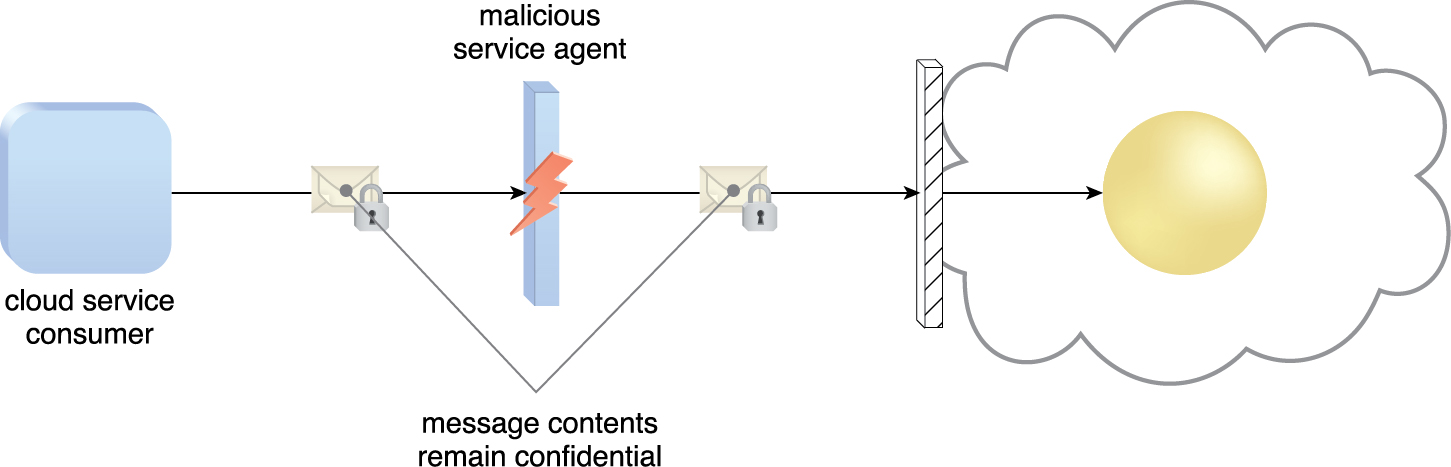 malicious
service agent
cloud service
consumer
message contents
remain confidential